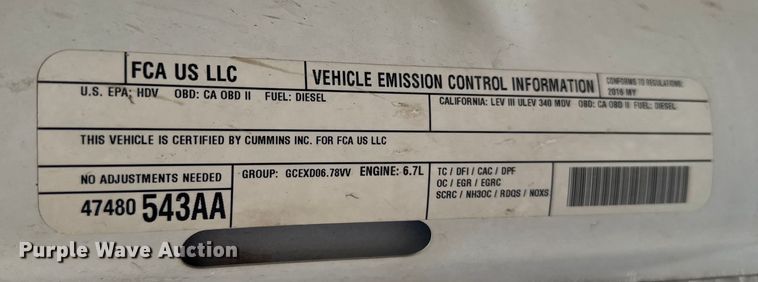 FCA US LLC
VEHICLE EMISSION CONTROL INFORMATION
CONFORMS TO REGULATIONS:
2016 MY
U.S. EPA: HDV OBD: CA OBD II FUEL: DIESEL
CALIFORNIA: LEV III ULEV 340 MDV OBD: CA OBD II FUEL: DIESEL
THIS VEHICLE IS CERTIFIED BY CUMMINS INC. FOR FCA US LLC
NO ADJUSTMENTS NEEDED
47480 543AA
GROUP: GCEXD06.78VV ENGINE: 6.7L
TC / DFI / CAC / DPF
OC / EGR / EGRC
SCRC / NH3OC / RDQS / NOXS
Purple Wave Auction